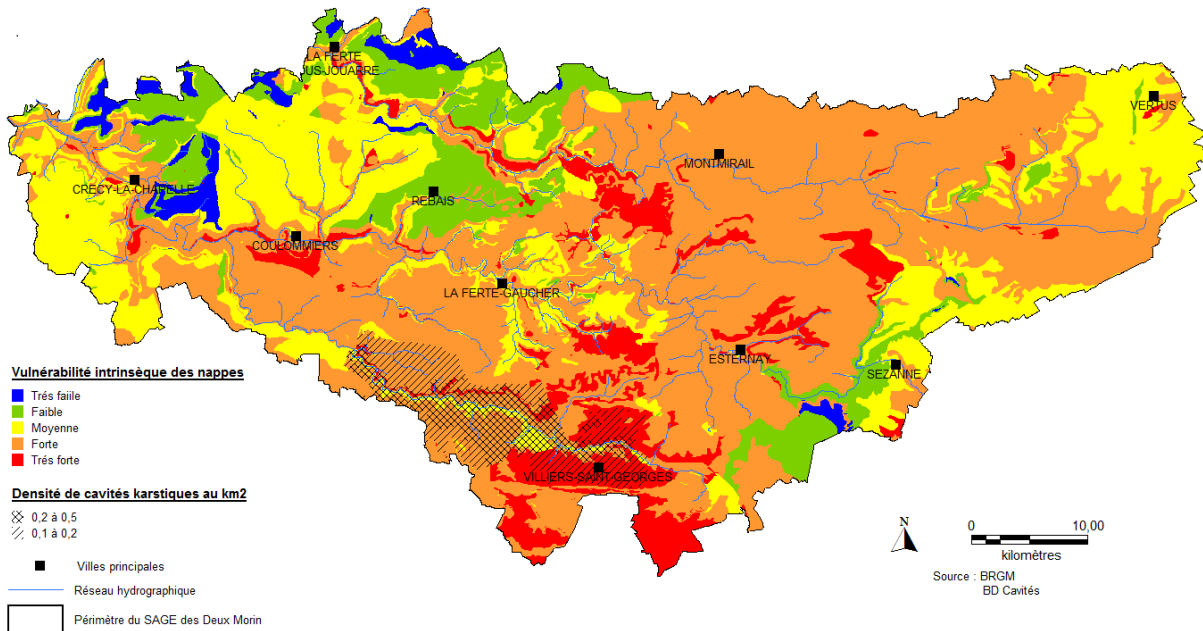 LA FERTE
US-JOUARRE
VERTUS
MONTMIRAIL
CRECY-LA-CHAPELLE
REBAIS
COULOMMIERS
LA FERTE-GAUCHER
ESTERNAY
SEZANNE
VILLIERS-SAINT-GEORGES
Vulnérabilité intrinsèque des nappes
Trés faiile
Faible
Moyenne
Forte
Trés forte
Densité de cavités karstiques au km2
0,2 à 0,5
0,1 à 0,2
Villes principales
Réseau hydrographique
Périmètre du SAGE des Deux Morin
N
0 10,00
kilomètres
Source : BRGM
BD Cavités